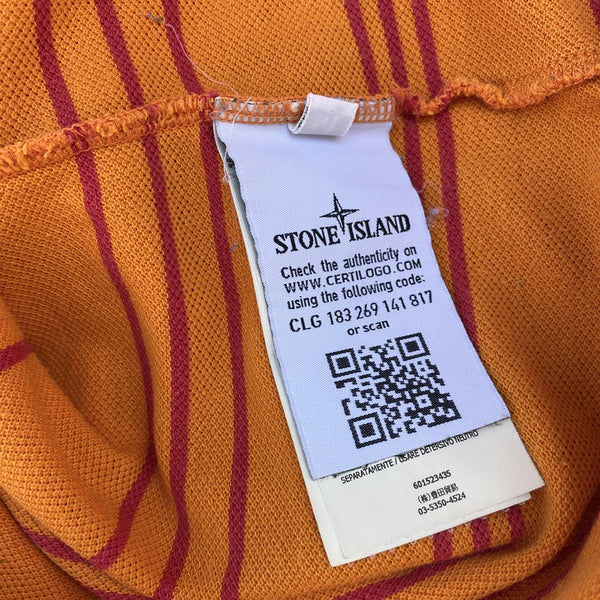 STONE ISLAND
Check the authenticity on
WWW.CERTILOGO.COM
using the following code:
CLG 183 269 141 817
or scan
SEPARATAMENTE / USARE DETERSIVO NEUTRO
601523435
(株)豊田貿易
03-5350-4524